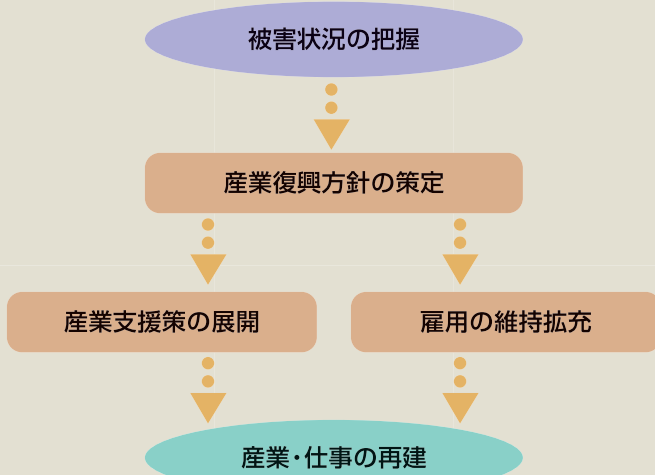 被害状況の把握
産業復興方針の策定
産業支援策の展開
雇用の維持拡充
産業・仕事の再建